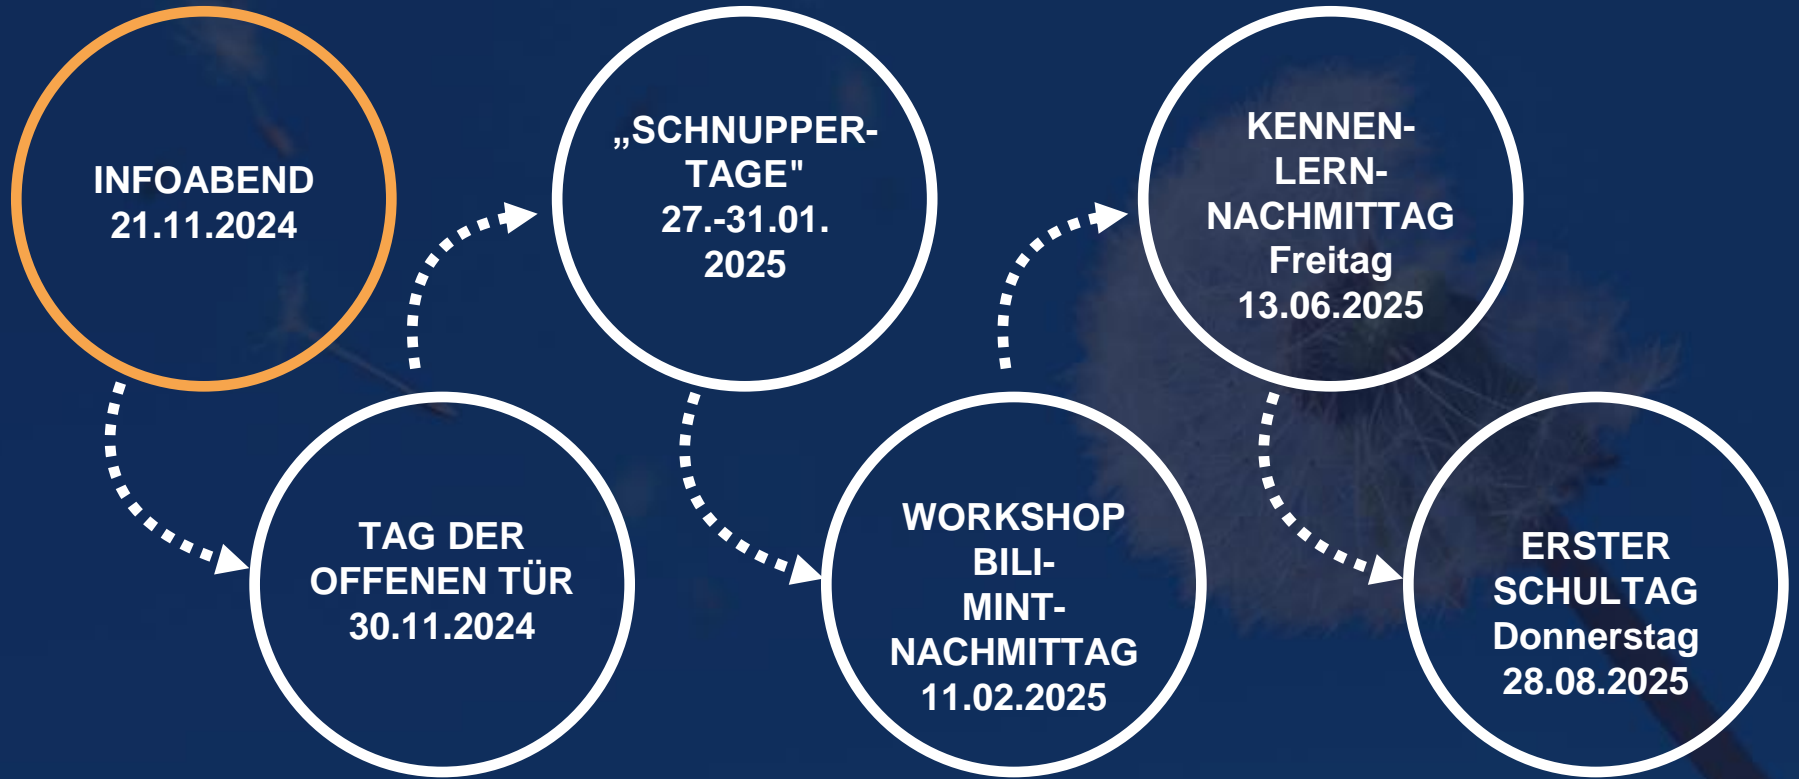 INFOABEND
21.11.2024
TAG DER
OFFENEN TÜR
30.11.2024
„SCHNUPPER-
TAGE"
27.-31.01.
2025
WORKSHOP
BILI-
MINT-
NACHMITTAG
11.02.2025
KENNEN-
LERN-
NACHMITTAG
Freitag
13.06.2025
ERSTER
SCHULTAG
Donnerstag
28.08.2025